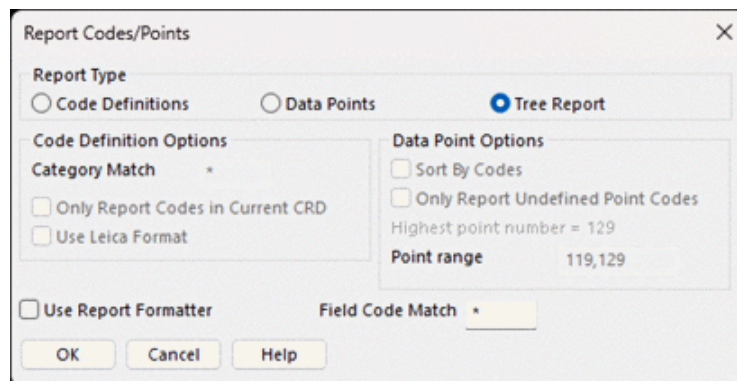 Report Codes/Points
Report Type
Code Definitions Data Points Tree Report
Code Definition Options
Category Match *
Only Report Codes in Current CRD
Use Leica Format
Data Point Options
Sort By Codes
Only Report Undefined Point Codes
Highest point number = 129
Point range 119,129
Use Report Formatter Field Code Match *
OK Cancel Help